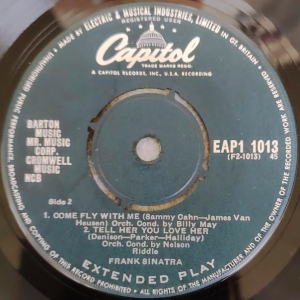 MADE BY ELECTRIC & MUSICAL INDUSTRIES, LIMITED IN GT. BRITAIN
REGISTERED USER
Capitol
TRADE MARK REGD.
A CAPITOL RECORDS, INC., U.S.A. RECORDING
BARTON
MUSIC
MR. MUSIC
CORP.
CROMWELL
MUSIC
NCB
EAP1 1013
(F2-1013) 45
Side 2
1. COME FLY WITH ME (Sammy Cahn—James Van
Heusen) Orch. Cond. by Billy May
2. TELL HER YOU LOVE HER
(Denison—Parker—Halliday)
Orch. Cond. by Nelson
Riddle
FRANK SINATRA
EXTENDED PLAY
ALL RIGHTS OF THE MANUFACTURER AND OF THE OWNER OF THE RECORDED WORK RESERVED
UNAUTHORISED PUBLIC PERFORMANCE, BROADCASTING AND COPYING OF THIS RECORD PROHIBITED